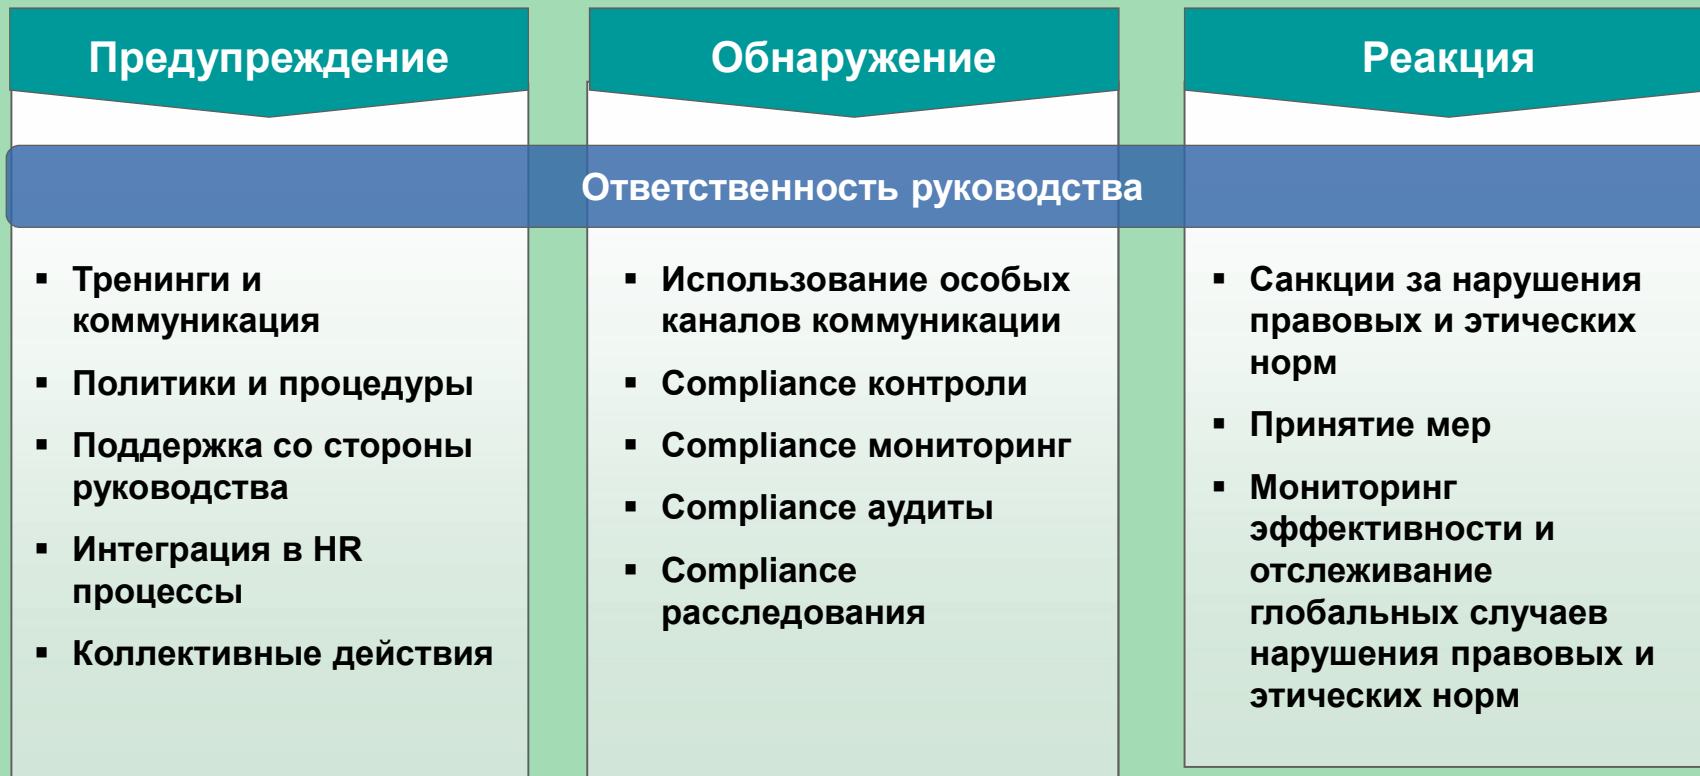 Предупреждение
Обнаружение
Реакция
Ответственность руководства
▪ Тренинги и
коммуникация
▪ Политики и процедуры
▪ Поддержка со стороны
руководства
▪ Интеграция в HR
процессы
▪ Коллективные действия
▪ Использование особых
каналов коммуникации
▪ Compliance контроли
▪ Compliance мониторинг
▪ Compliance аудиты
▪ Compliance
расследования
▪ Санкции за нарушения
правовых и этических
норм
▪ Принятие мер
▪ Мониторинг
эффективности и
отслеживание
глобальных случаев
нарушения правовых и
этических норм